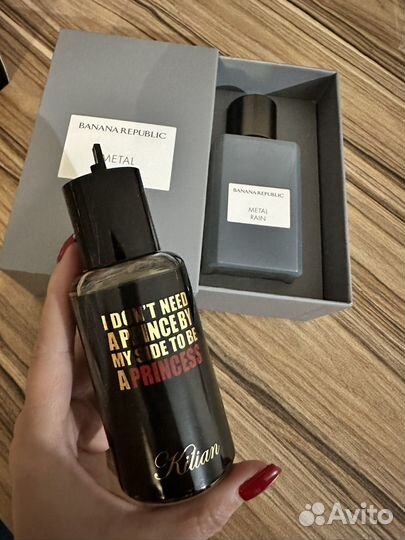 BANANA REPUBLIC
METAL
BANANA REPUBLIC
METAL
RAIN
I DON'T NEED
A PRINCE BY
MY SIDE TO BE
A PRINCESS
Kilian
Avito